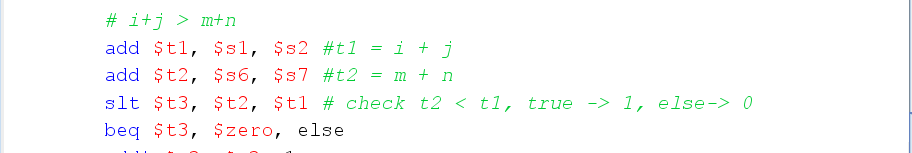 # i+j > m+n
add $t1, $s1, $s2 #t1 = i + j
add $t2, $s6, $s7 #t2 = m + n
slt $t3, $t2, $t1 # check t2 < t1, true -> 1, else-> 0
beq $t3, $zero, else